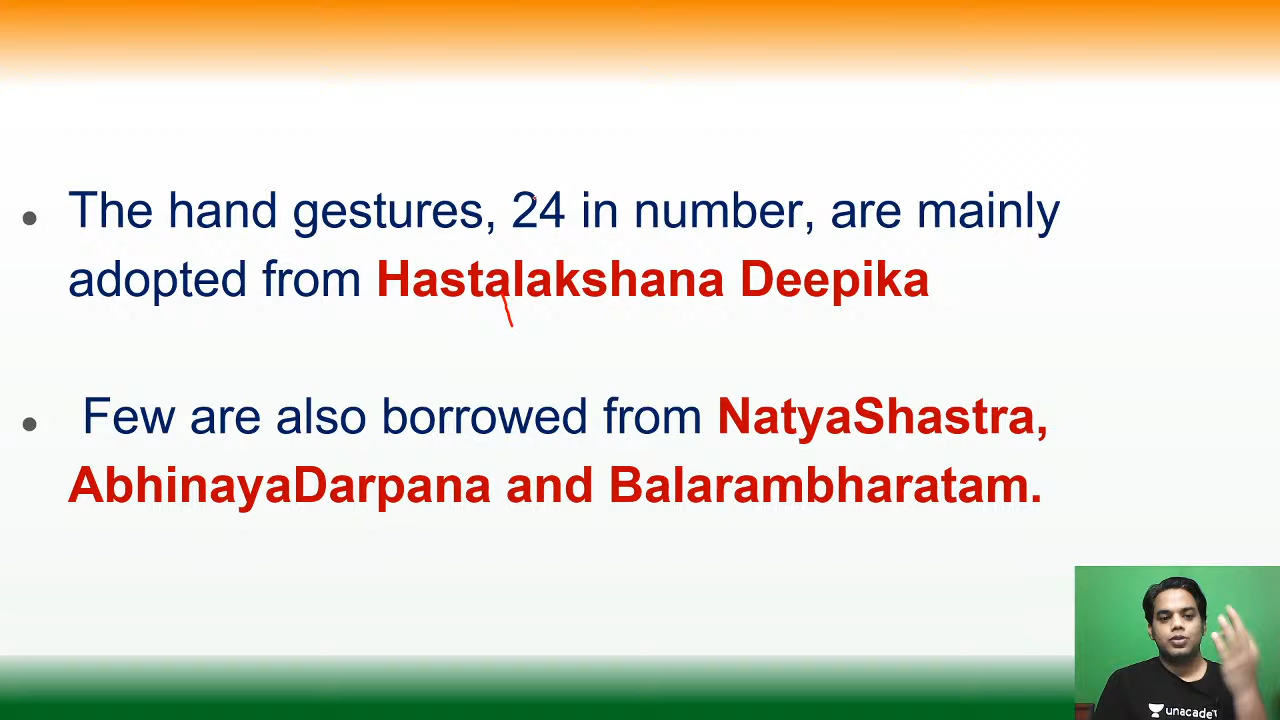 The hand gestures, 24 in number, are mainly
adopted from Hastalakshana Deepika
Few are also borrowed from NatyaShastra,
AbhinayaDarpana and Balarambharatam.